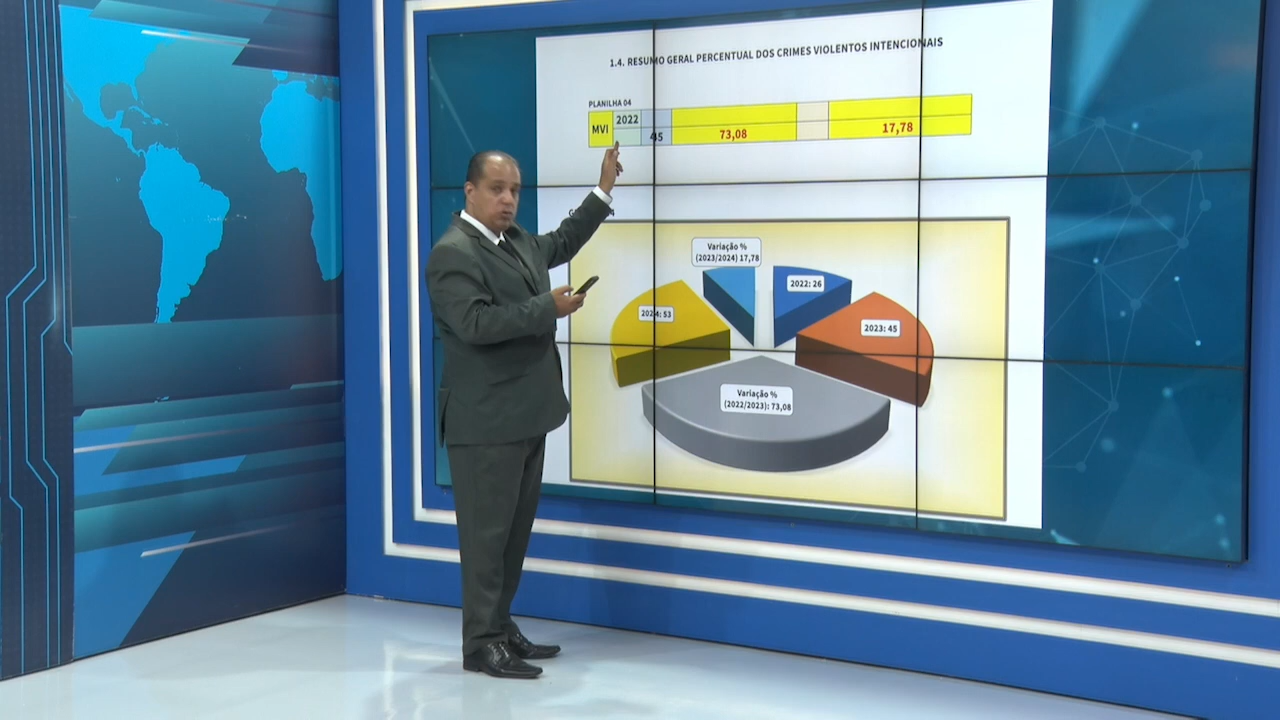 1.4. RESUMO GERAL PERCENTUAL DOS CRIMES VIOLENTOS INTENCIONAIS
PLANILHA 04
MVI 2022 45 73,08 17,78
Variação %
(2023/2024) 17,78
2022: 26
2024: 53
2023: 45
Variação %
(2022/2023): 73,08